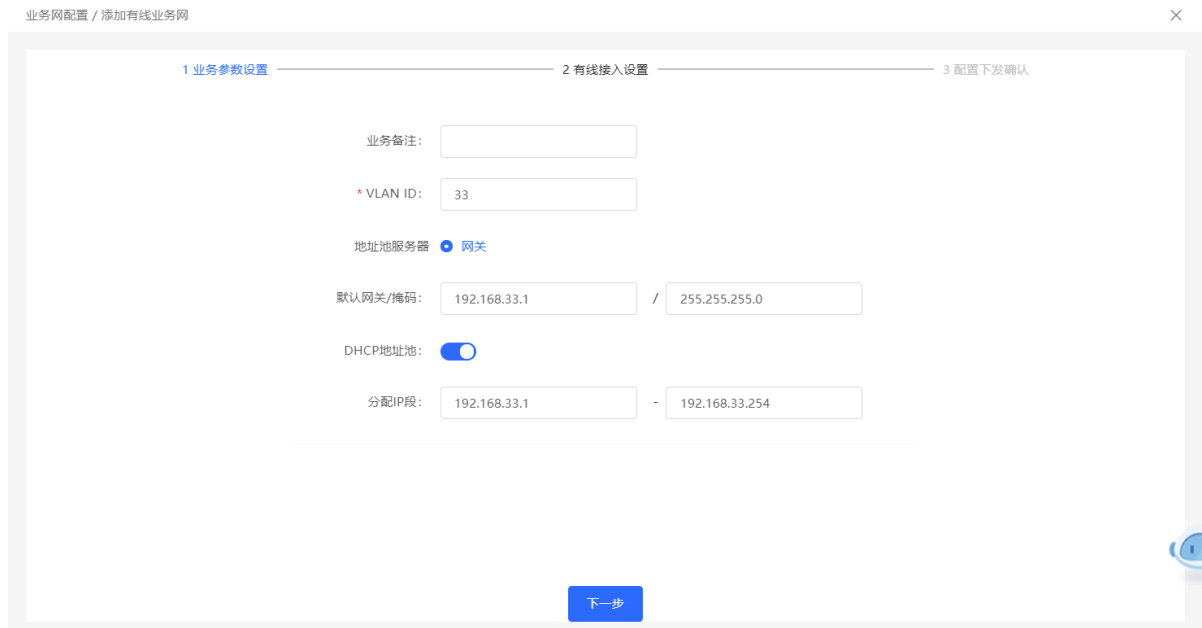 业务网配置 / 添加有线业务网
1 业务参数设置 2 有线接入设置 3 配置下发确认
业务备注：
* VLAN ID： 33
地址池服务器 网关
默认网关/掩码： 192.168.33.1 / 255.255.255.0
DHCP地址池：
分配IP段： 192.168.33.1 - 192.168.33.254
下一步